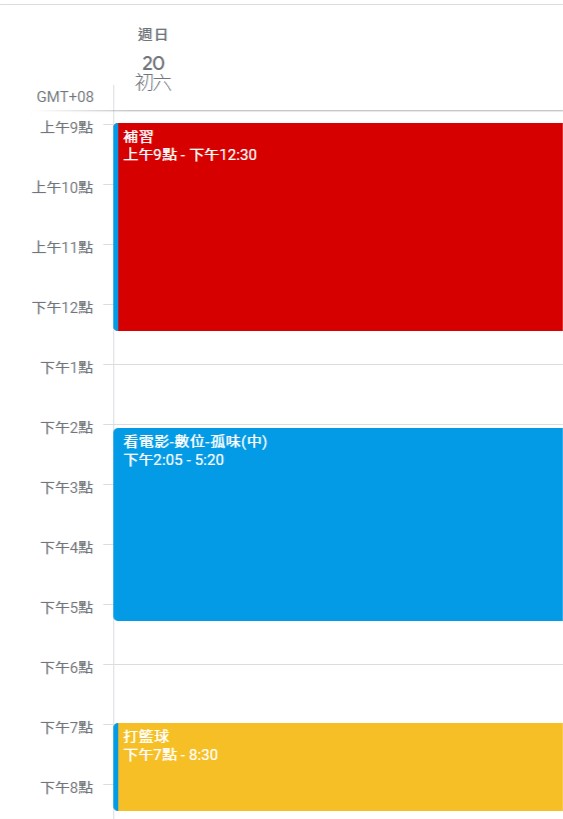 週日
20
初六
GMT+08
上午9點
補習
上午9點 - 下午12:30
上午10點
上午11點
下午12點
下午1點
下午2點
看電影-數位-孤味(中)
下午2:05 - 5:20
下午3點
下午4點
下午5點
下午6點
下午7點
打籃球
下午7點 - 8:30
下午8點